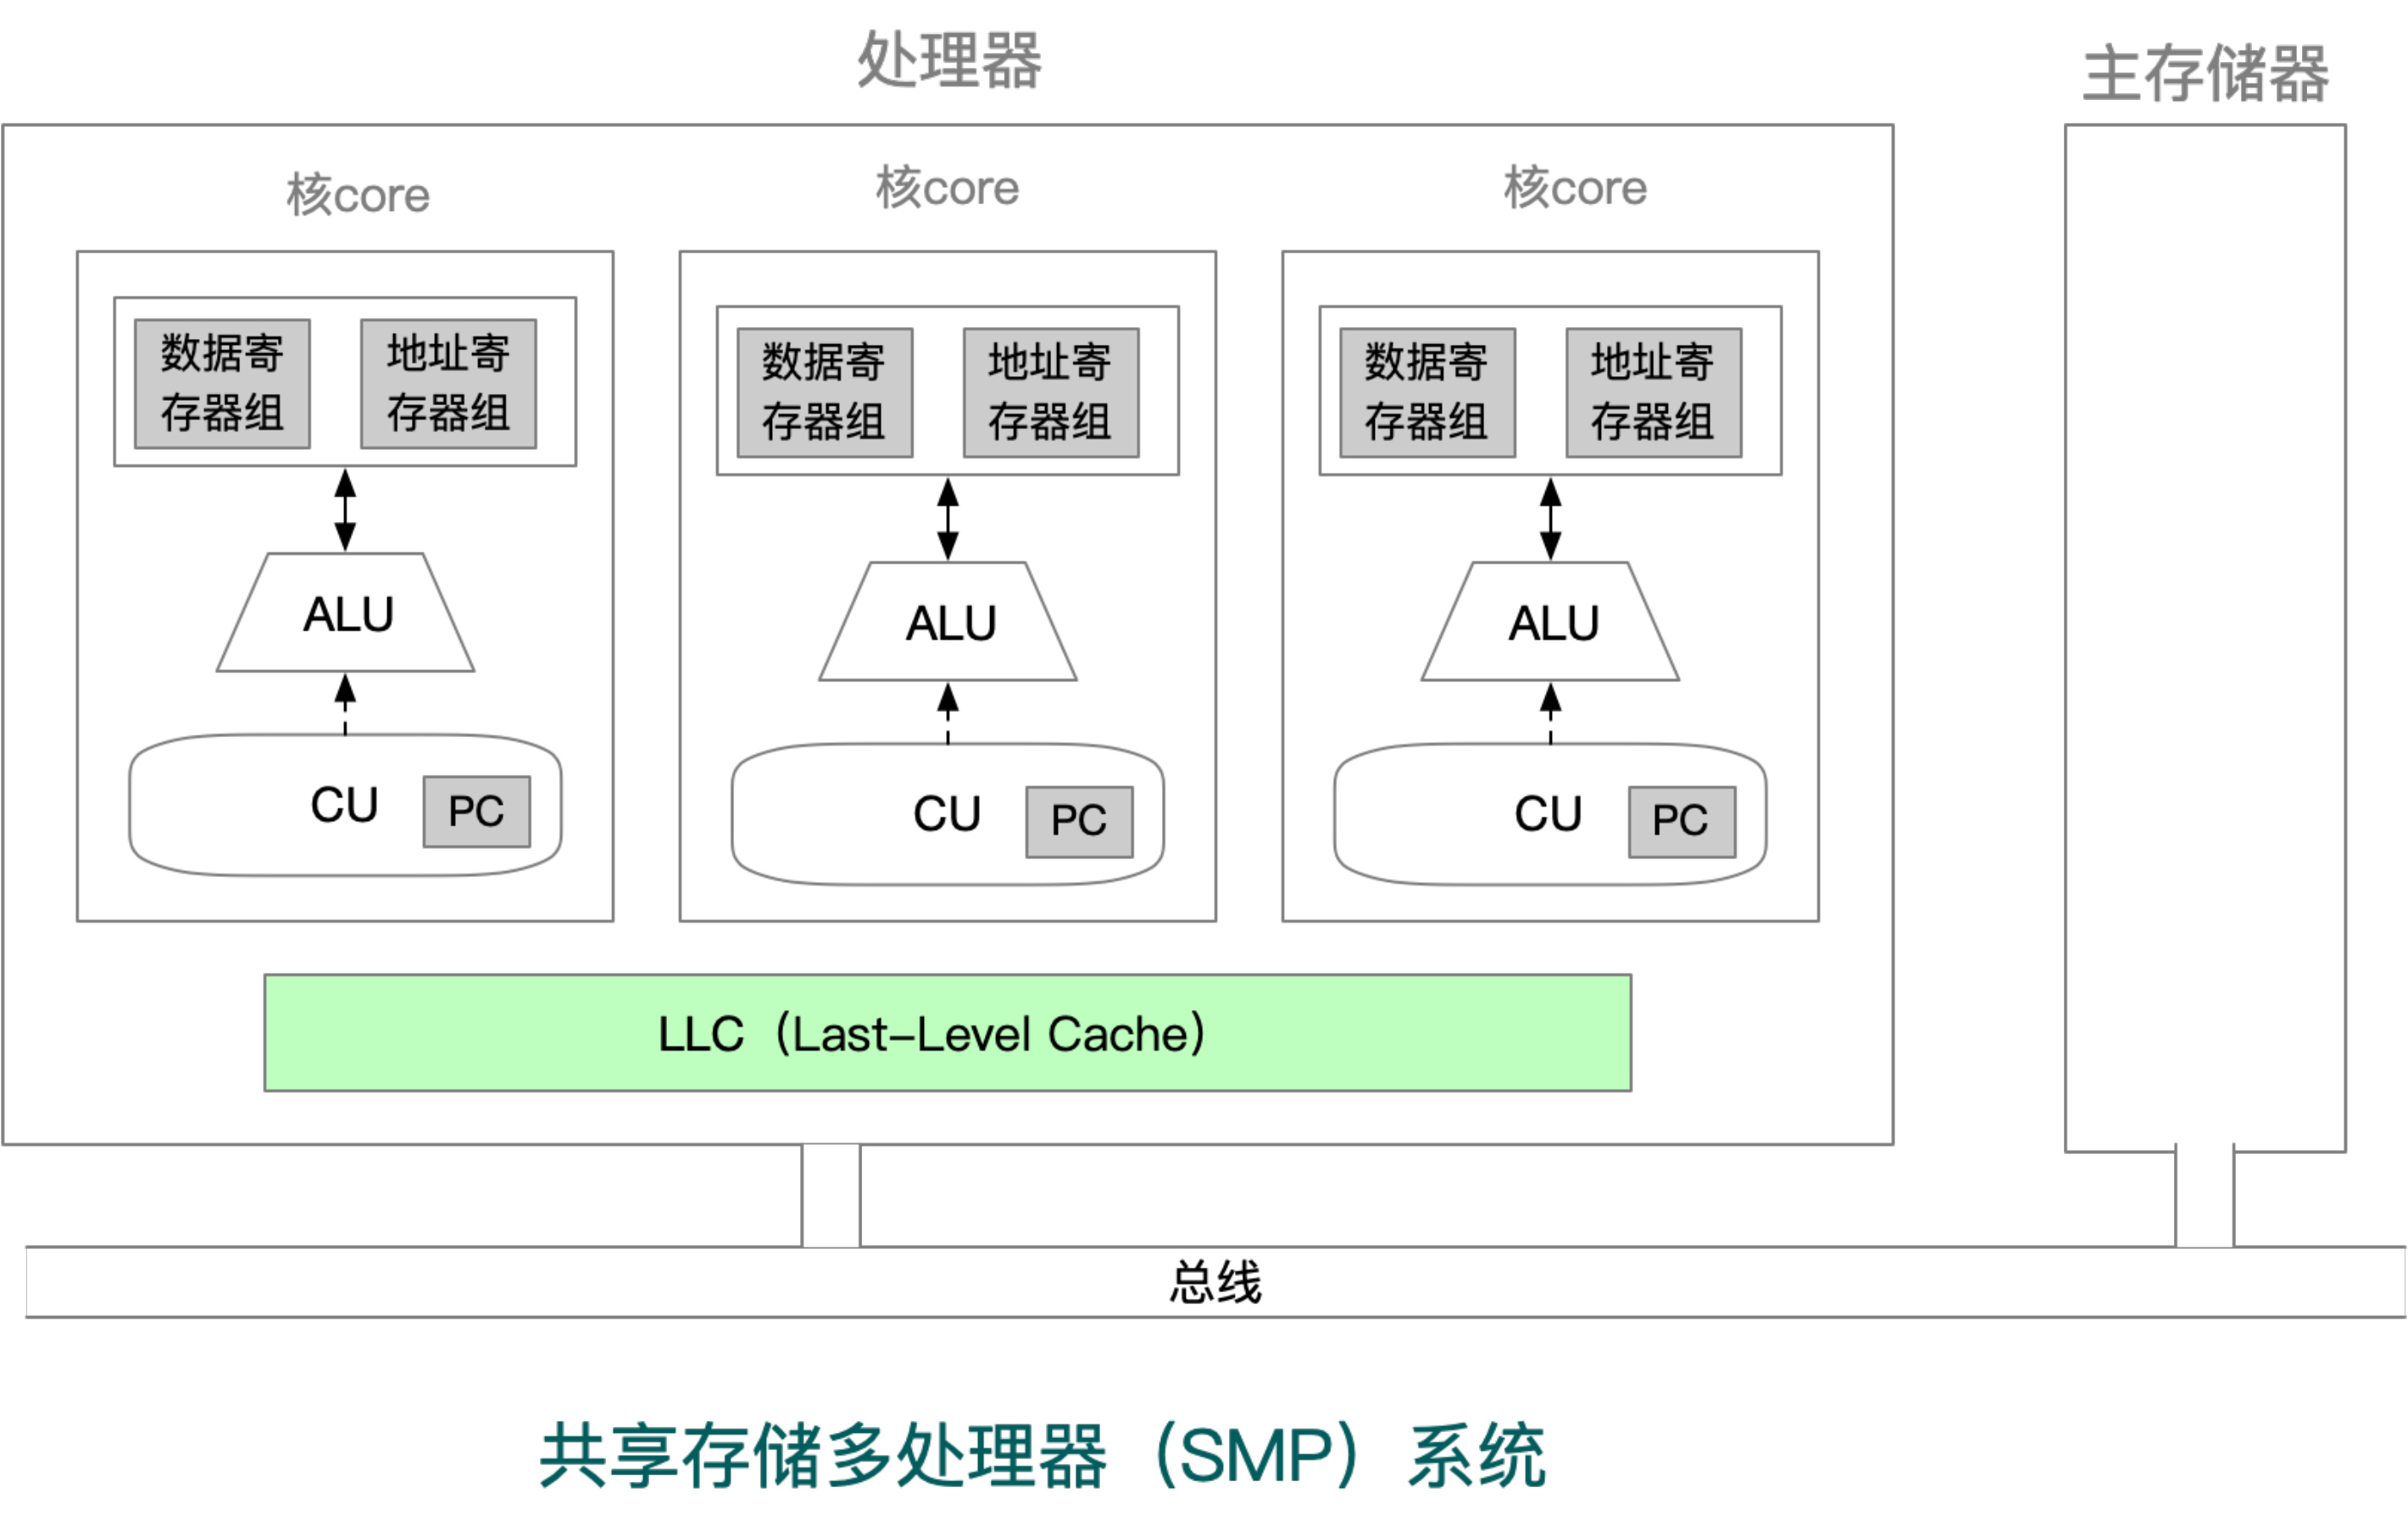 处理器
主存储器
核core
核core
核core
数据寄
存器组
地址寄
存器组
数据寄
存器组
地址寄
存器组
数据寄
存器组
地址寄
存器组
ALU
ALU
ALU
CU
PC
CU
PC
CU
PC
LLC（Last-Level Cache）
总线
共享存储多处理器（SMP）系统